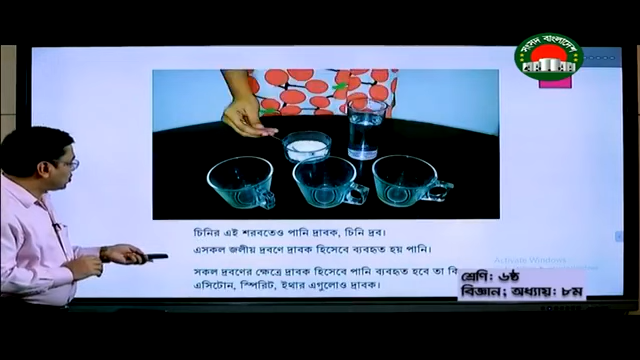 সংসদ বাংলাদেশ
চিনির এই শরবতেও পানি দ্রাবক, চিনি দ্রব।
এসকল জলীয় দ্রবণে দ্রাবক হিসেবে ব্যবহৃত হয় পানি।
সকল দ্রবণের ক্ষেত্রে দ্রাবক হিসেবে পানি ব্যবহৃত হবে তা
এসিটোন, স্পিরিট, ইথার এগুলোও দ্রাবক।
Activate Windows
শ্রেণি: ৬ষ্ঠ
বিজ্ঞান; অধ্যায়: ৮ম